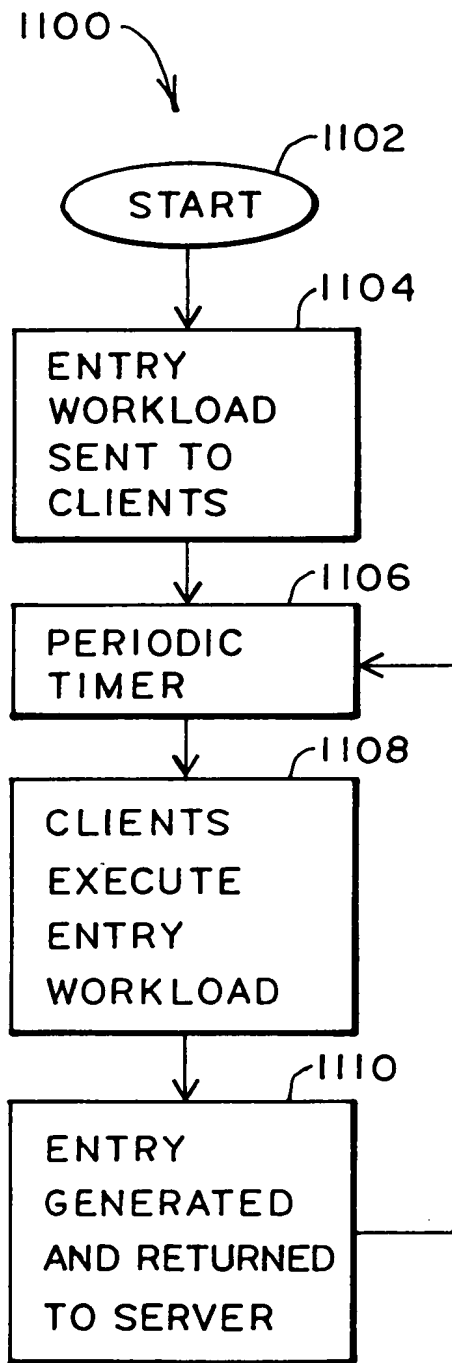 1100
1102
START
1104
ENTRY
WORKLOAD
SENT TO
CLIENTS
1106
PERIODIC
TIMER
1108
CLIENTS
EXECUTE
ENTRY
WORKLOAD
1110
ENTRY
GENERATED
AND RETURNED
TO SERVER